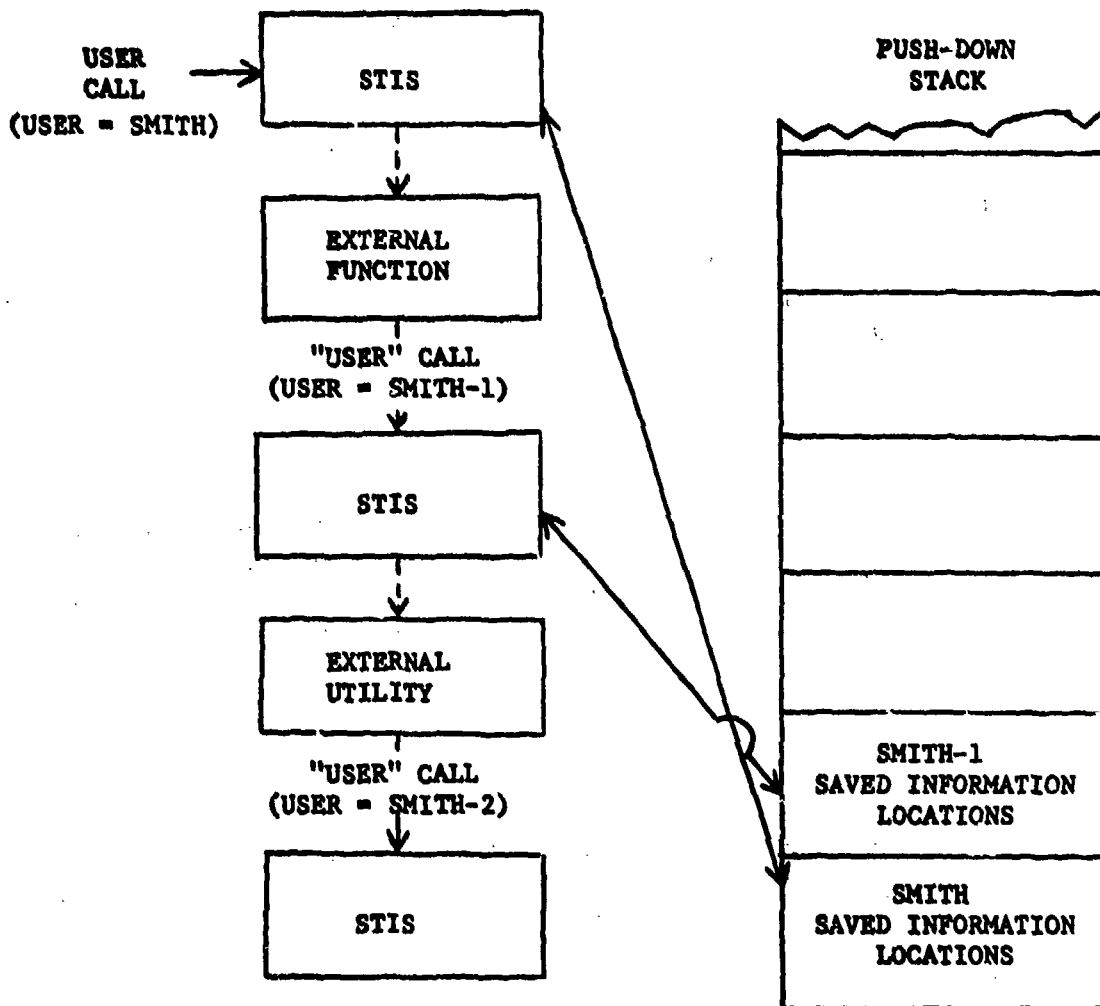 USER
CALL
(USER = SMITH)
STIS
EXTERNAL
FUNCTION
"USER" CALL
(USER = SMITH-1)
STIS
EXTERNAL
UTILITY
"USER" CALL
(USER = SMITH-2)
STIS
PUSH-DOWN
STACK
SMITH-1
SAVED INFORMATION
LOCATIONS
SMITH
SAVED INFORMATION
LOCATIONS